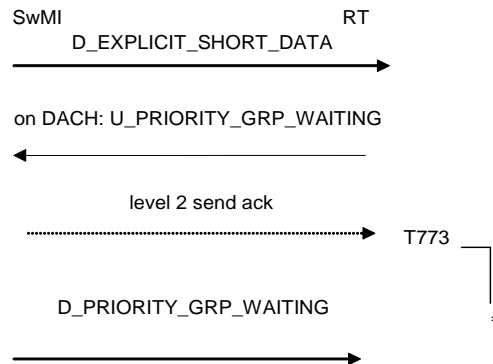 SwMI RT
D_EXPLICIT_SHORT_DATA
on DACH: U_PRIORITY_GRP_WAITING
level 2 send ack
T773
D_PRIORITY_GRP_WAITING
*